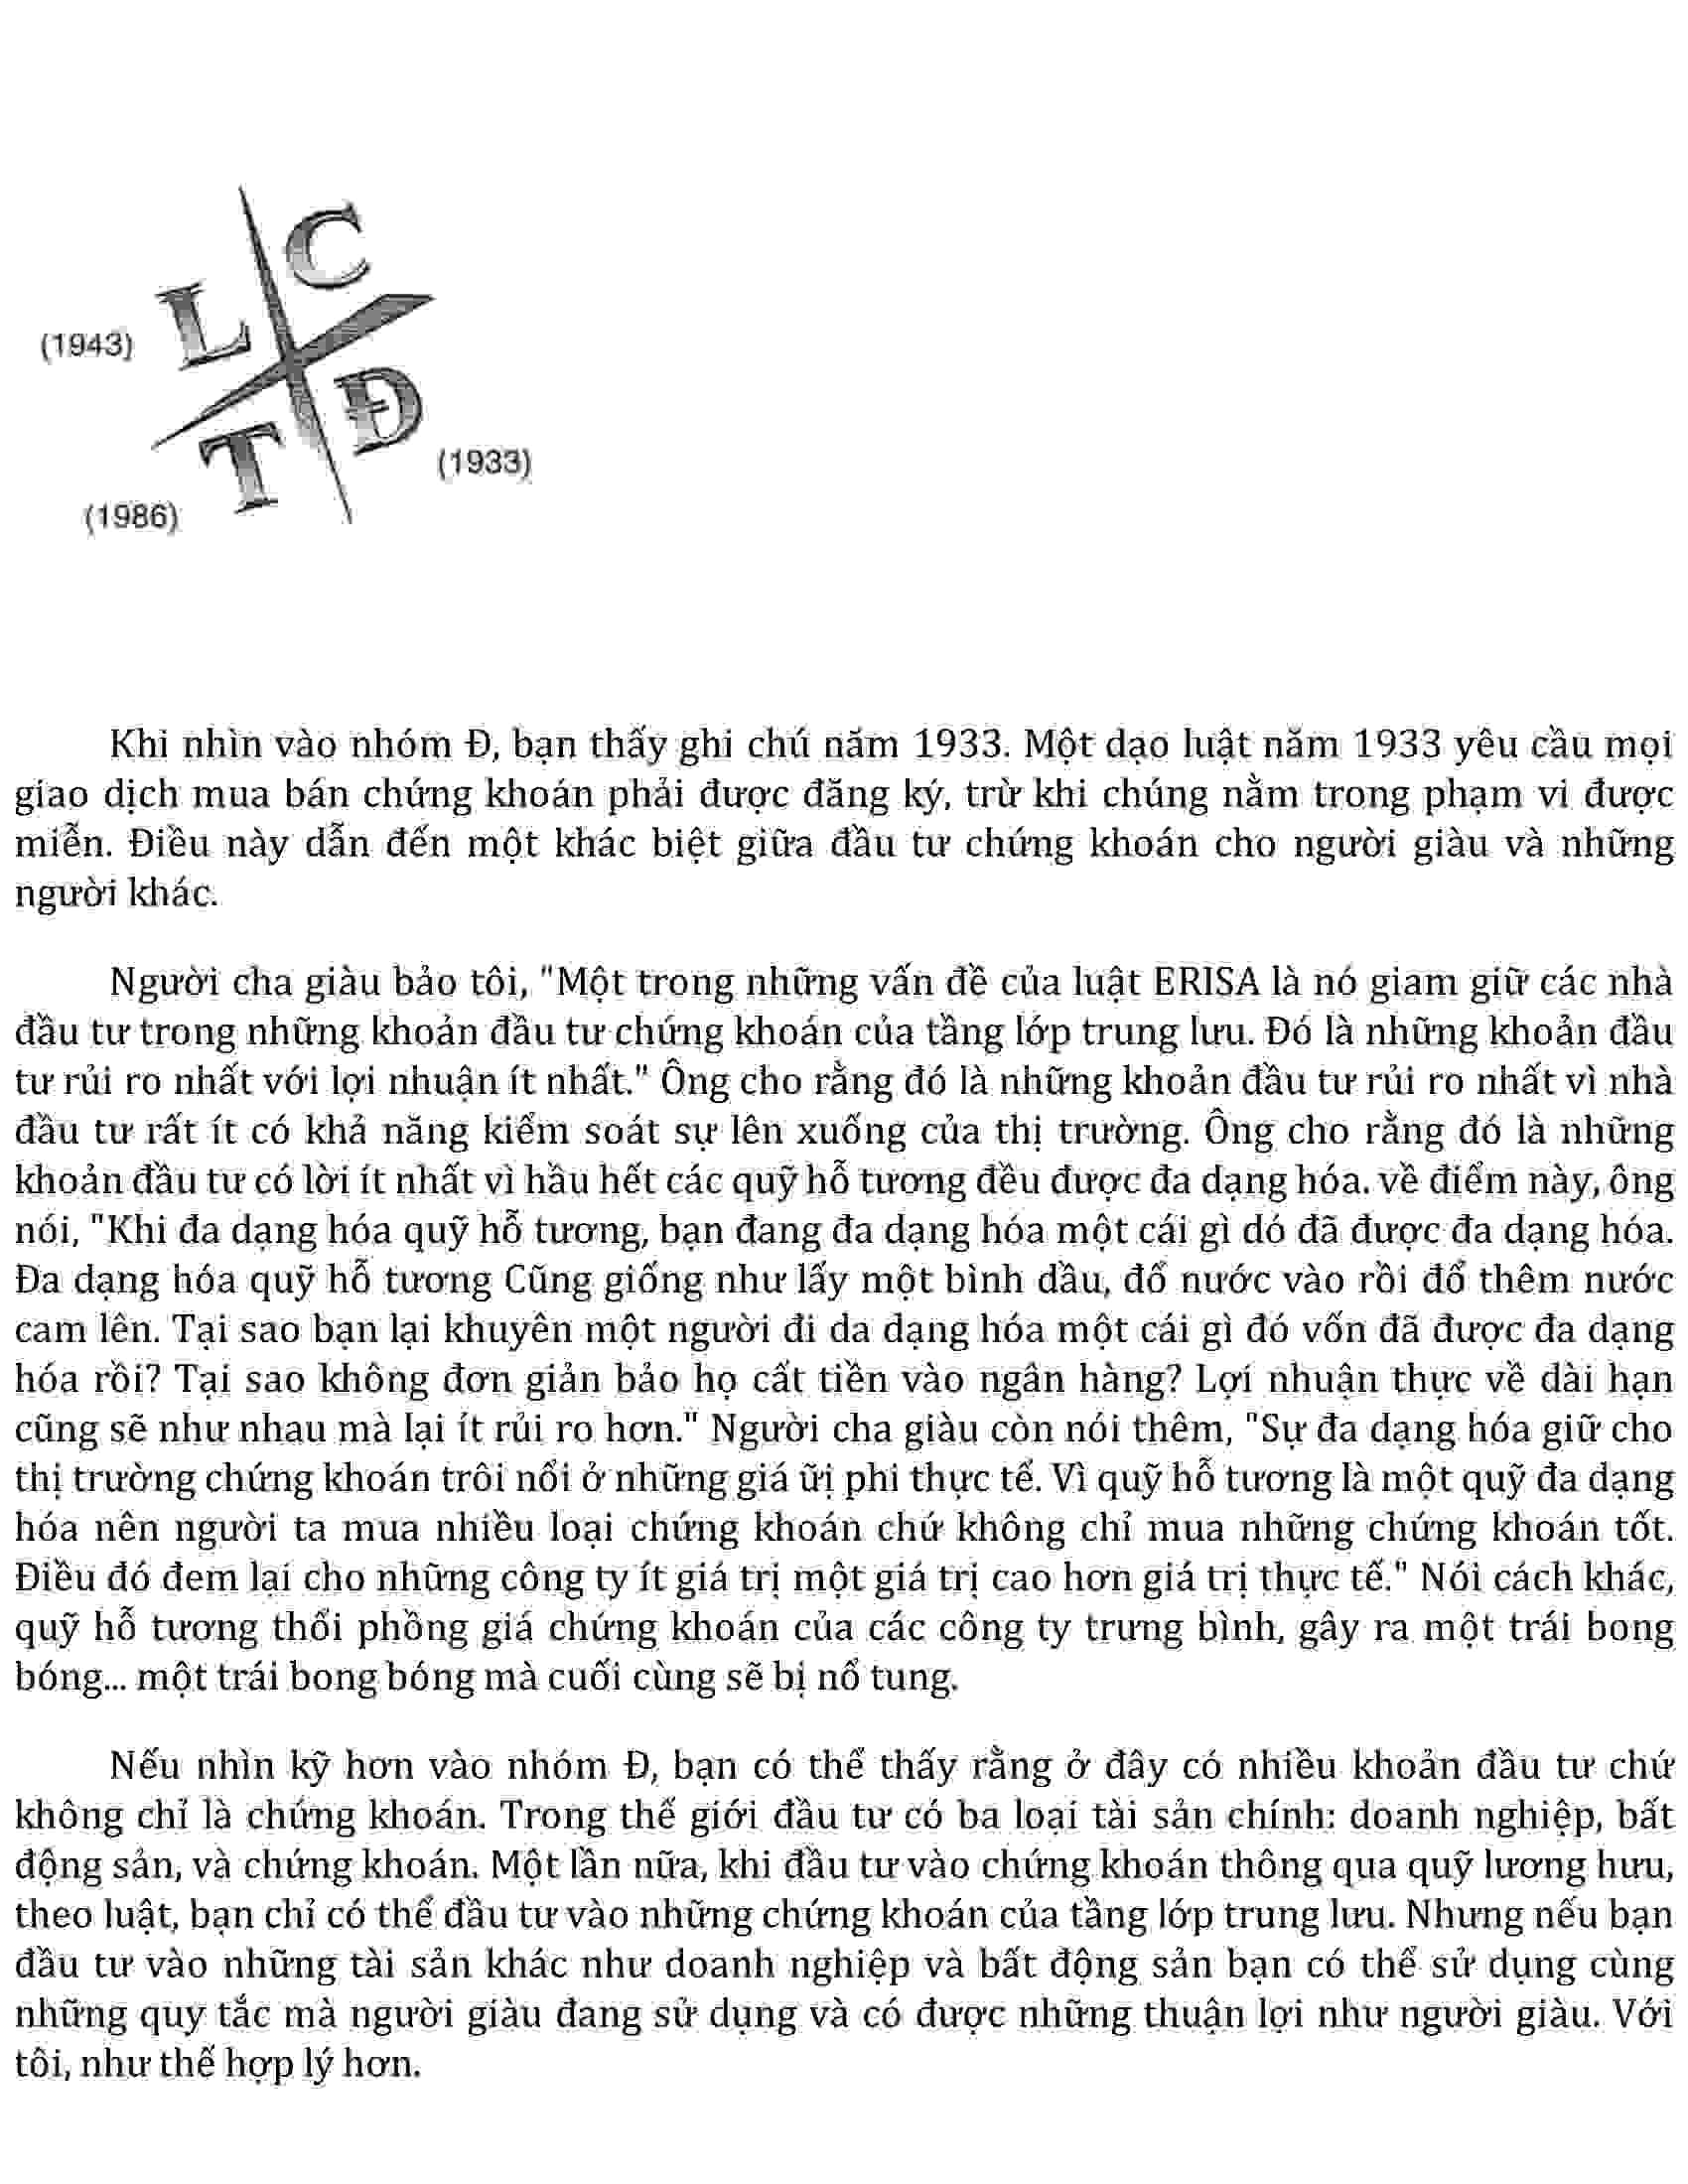 C
L
(1943)
Đ
T
(1933)
(1986)
Khi nhìn vào nhóm Đ, bạn thấy ghi chú năm 1933. Một dạo luật năm 1933 yêu cầu mọi
giao dịch mua bán chứng khoán phải được đăng ký, trừ khi chúng nằm trong phạm vi được
miễn. Điều này dẫn đến một khác biệt giữa đầu tư chứng khoán cho người giàu và những
người khác.
Người cha giàu bảo tôi, "Một trong những vấn đề của luật ERISA là nó giam giữ các nhà
đầu tư trong những khoản đầu tư chứng khoán của tầng lớp trung lưu. Đó là những khoản đầu
tư rủi ro nhất với lợi nhuận ít nhất." Ông cho rằng đó là những khoản đầu tư rủi ro nhất vì nhà
đầu tư rất ít có khả năng kiểm soát sự lên xuống của thị trường. Ông cho rằng đó là những
khoản đầu tư có lời ít nhất vì hầu hết các quỹ hỗ tương đều được đa dạng hóa. về điểm này, ông
nói, "Khi đa dạng hóa quỹ hỗ tương, bạn đang đa dạng hóa một cái gì dó đã được đa dạng hóa.
Đa dạng hóa quỹ hỗ tương Cũng giống như lấy một bình dầu, đổ nước vào rồi đổ thêm nước
cam lên. Tại sao bạn lại khuyên một người đi da dạng hóa một cái gì đó vốn đã được đa dạng
hóa rồi? Tại sao không đơn giản bảo họ cất tiền vào ngân hàng? Lợi nhuận thực về dài hạn
cũng sẽ như nhau mà lại ít rủi ro hơn." Người cha giàu còn nói thêm, "Sự đa dạng hóa giữ cho
thị trường chứng khoán trôi nổi ở những giá ữị phi thực tế. Vì quỹ hỗ tương là một quỹ đa dạng
hóa nên người ta mua nhiều loại chứng khoán chứ không chỉ mua những chứng khoán tốt.
Điều đó đem lại cho những công ty ít giá trị một giá trị cao hơn giá trị thực tế." Nói cách khác,
quỹ hỗ tương thổi phồng giá chứng khoán của các công ty trưng bình, gây ra một trái bong
bóng... một trái bong bóng mà cuối cùng sẽ bị nổ tung.
Nếu nhìn kỹ hơn vào nhóm Đ, bạn có thể thấy rằng ở đây có nhiều khoản đầu tư chứ
không chỉ là chứng khoán. Trong thế giới đầu tư có ba loại tài sản chính: doanh nghiệp, bất
động sản, và chứng khoán. Một lần nữa, khi đầu tư vào chứng khoán thông qua quỹ lương hưu,
theo luật, bạn chỉ có thể đầu tư vào những chứng khoán của tầng lớp trung lưu. Nhưng nếu bạn
đầu tư vào những tài sản khác như doanh nghiệp và bất động sản bạn có thể sử dụng cùng
những quy tắc mà người giàu đang sử dụng và có được những thuận lợi như người giàu. Với
tôi, như thế hợp lý hơn.